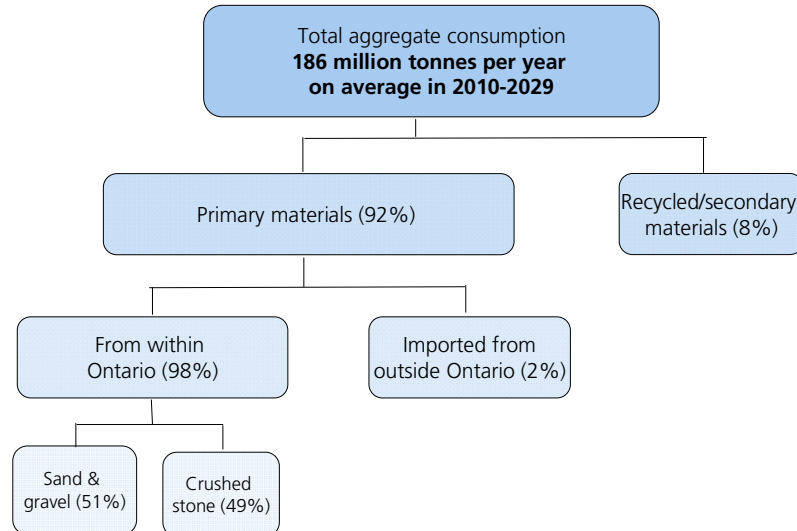 Total aggregate consumption
186 million tonnes per year
on average in 2010-2029
Primary materials (92%)
Recycled/secondary
materials (8%)
From within
Ontario (98%)
Imported from
outside Ontario (2%)
Sand &
gravel (51%)
Crushed
stone (49%)